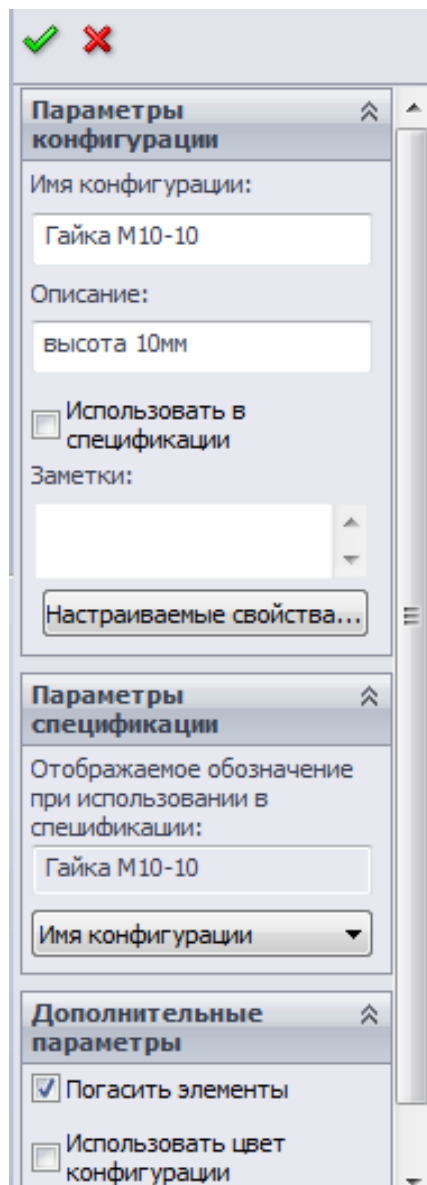 Параметры
конфигурации
Имя конфигурации:
Гайка М10-10
Описание:
высота 10мм
Использовать в
спецификации
Заметки:
Настраиваемые свойства...
Параметры
спецификации
Отображаемое обозначение
при использовании в
спецификации:
Гайка М10-10
Имя конфигурации
Дополнительные
параметры
Погасить элементы
Использовать цвет
конфигурации